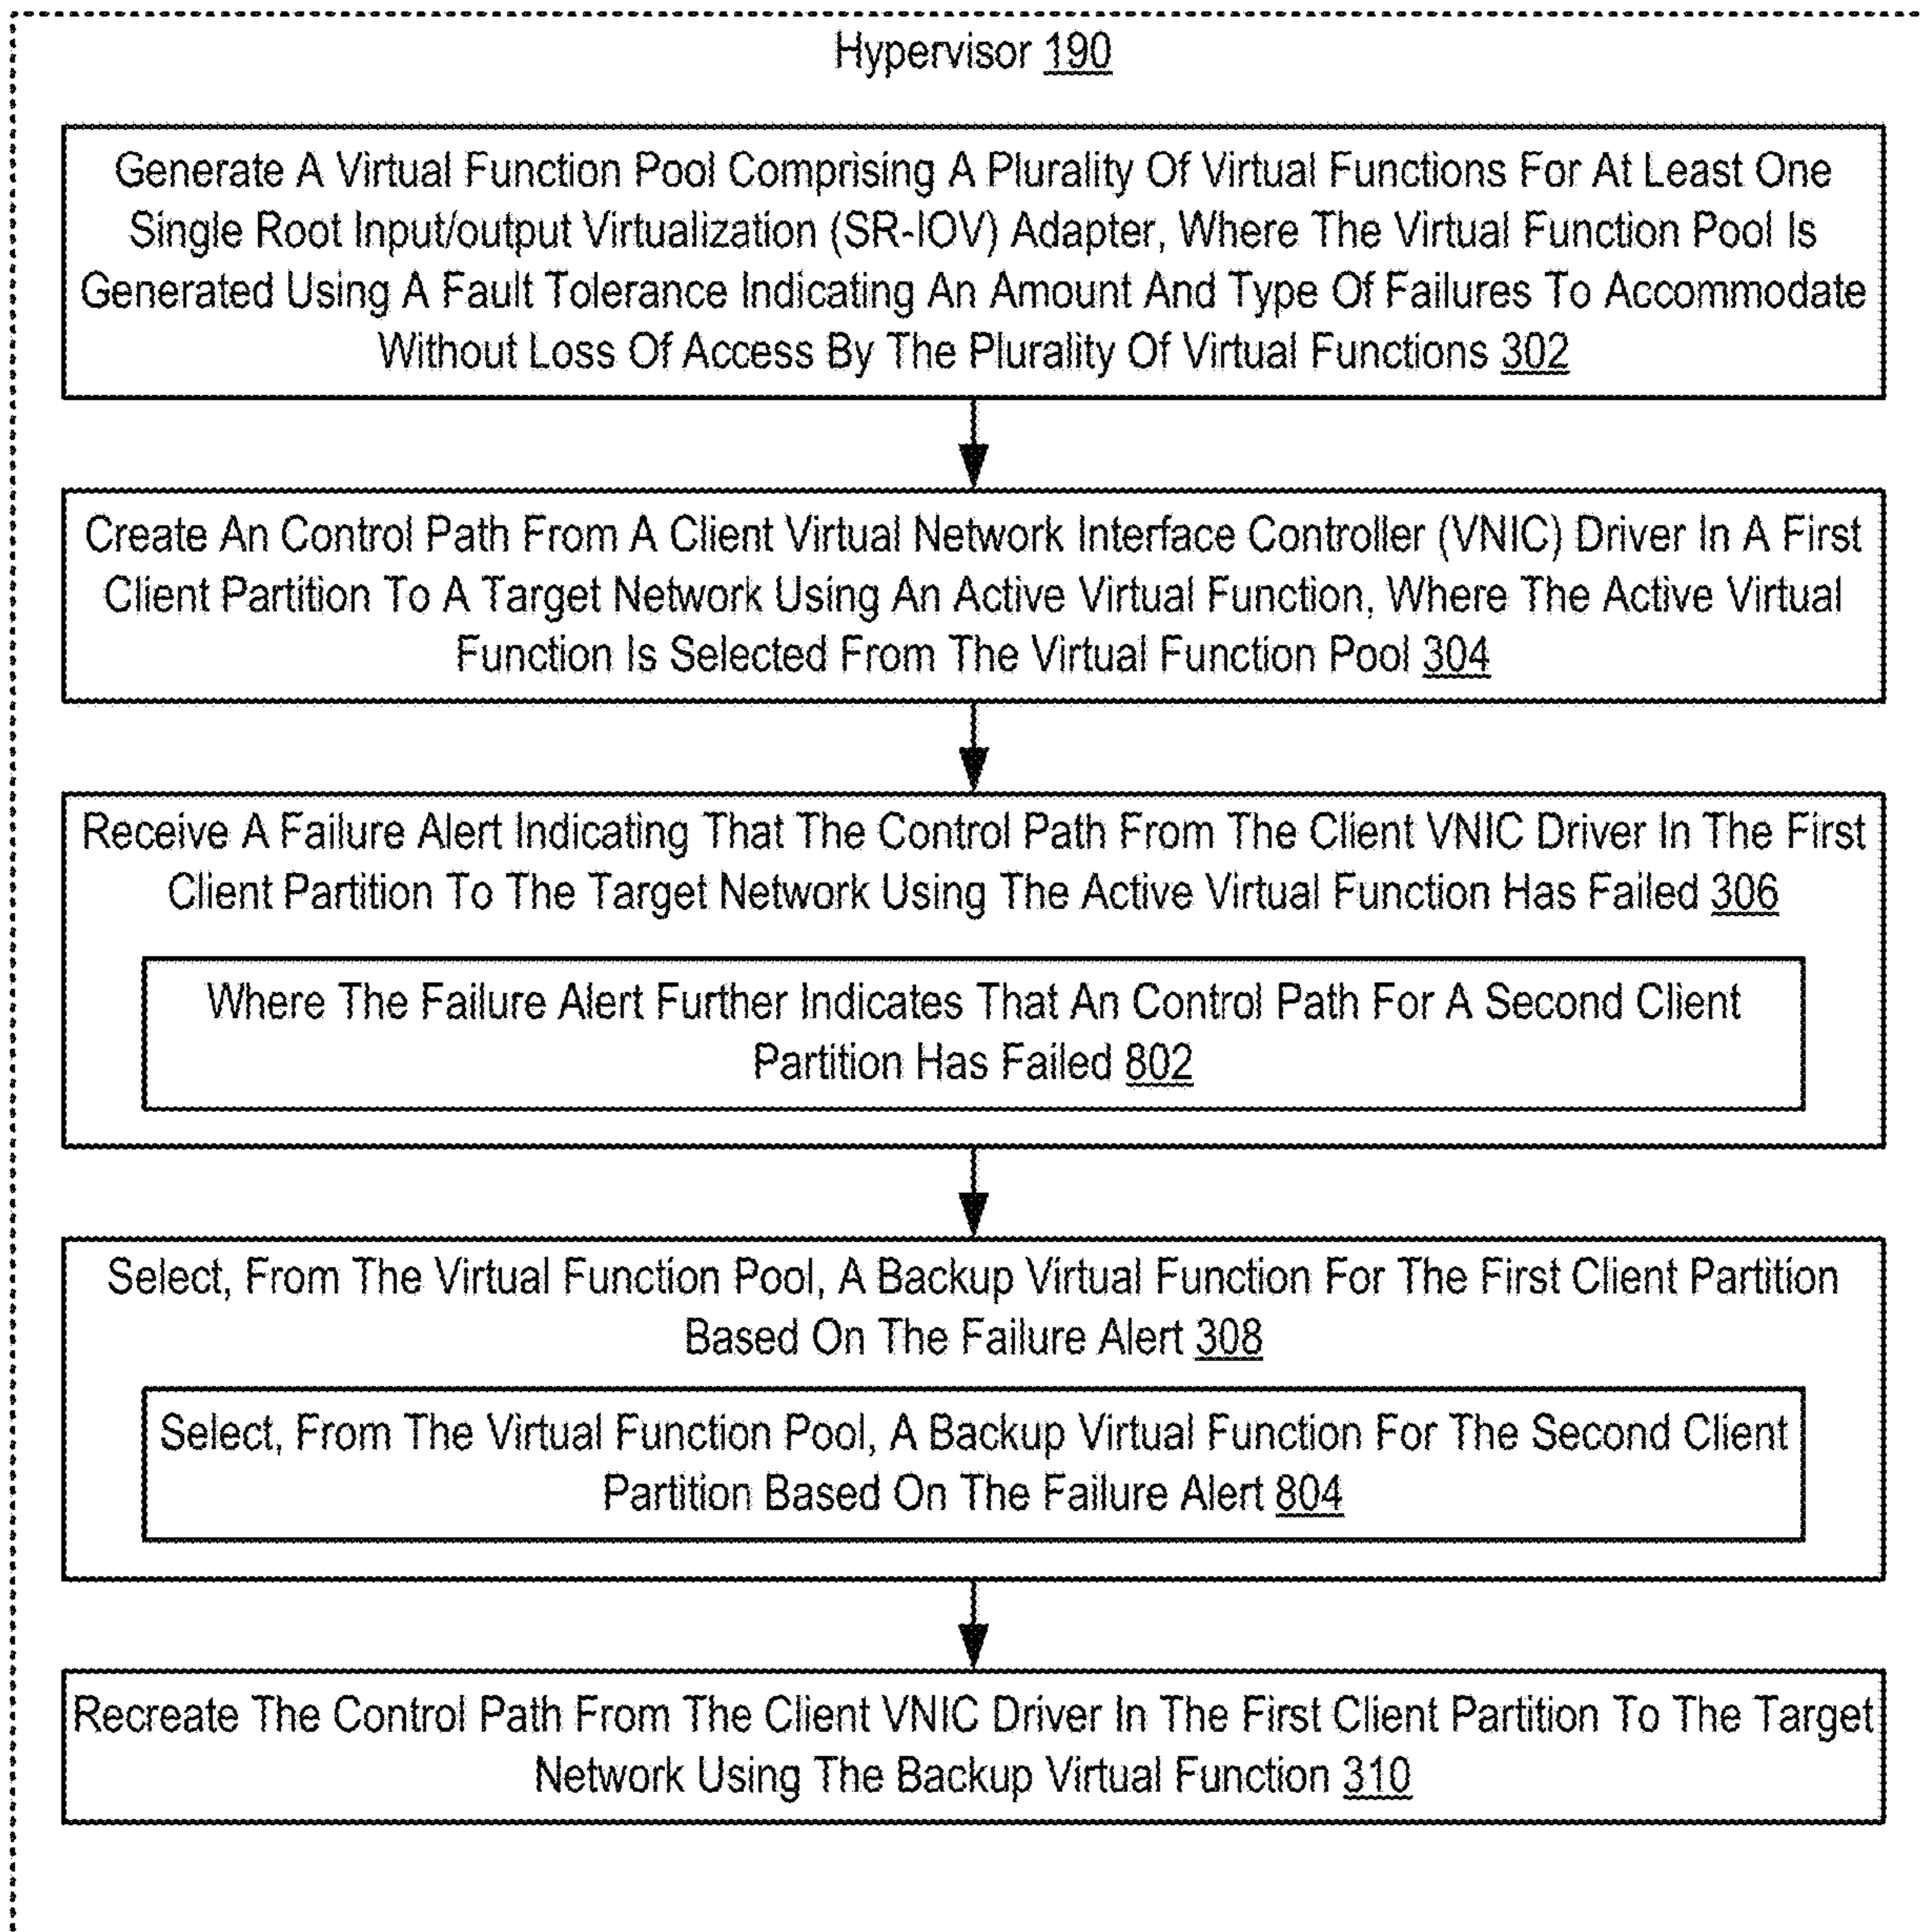 Hypervisor 190
Generate A Virtual Function Pool Comprising A Plurality Of Virtual Functions For At Least One
Single Root Input/output Virtualization (SR-IOV) Adapter, Where The Virtual Function Pool Is
Generated Using A Fault Tolerance Indicating An Amount And Type Of Failures To Accommodate
Without Loss Of Access By The Plurality Of Virtual Functions 302
Create An Control Path From A Client Virtual Network Interface Controller (VNIC) Driver In A First
Client Partition To A Target Network Using An Active Virtual Function, Where The Active Virtual
Function Is Selected From The Virtual Function Pool 304
Receive A Failure Alert Indicating That The Control Path From The Client VNIC Driver In The First
Client Partition To The Target Network Using The Active Virtual Function Has Failed 306
Where The Failure Alert Further Indicates That An Control Path For A Second Client
Partition Has Failed 802
Select, From The Virtual Function Pool, A Backup Virtual Function For The First Client Partition
Based On The Failure Alert 308
Select, From The Virtual Function Pool, A Backup Virtual Function For The Second Client
Partition Based On The Failure Alert 804
Recreate The Control Path From The Client VNIC Driver In The First Client Partition To The Target
Network Using The Backup Virtual Function 310